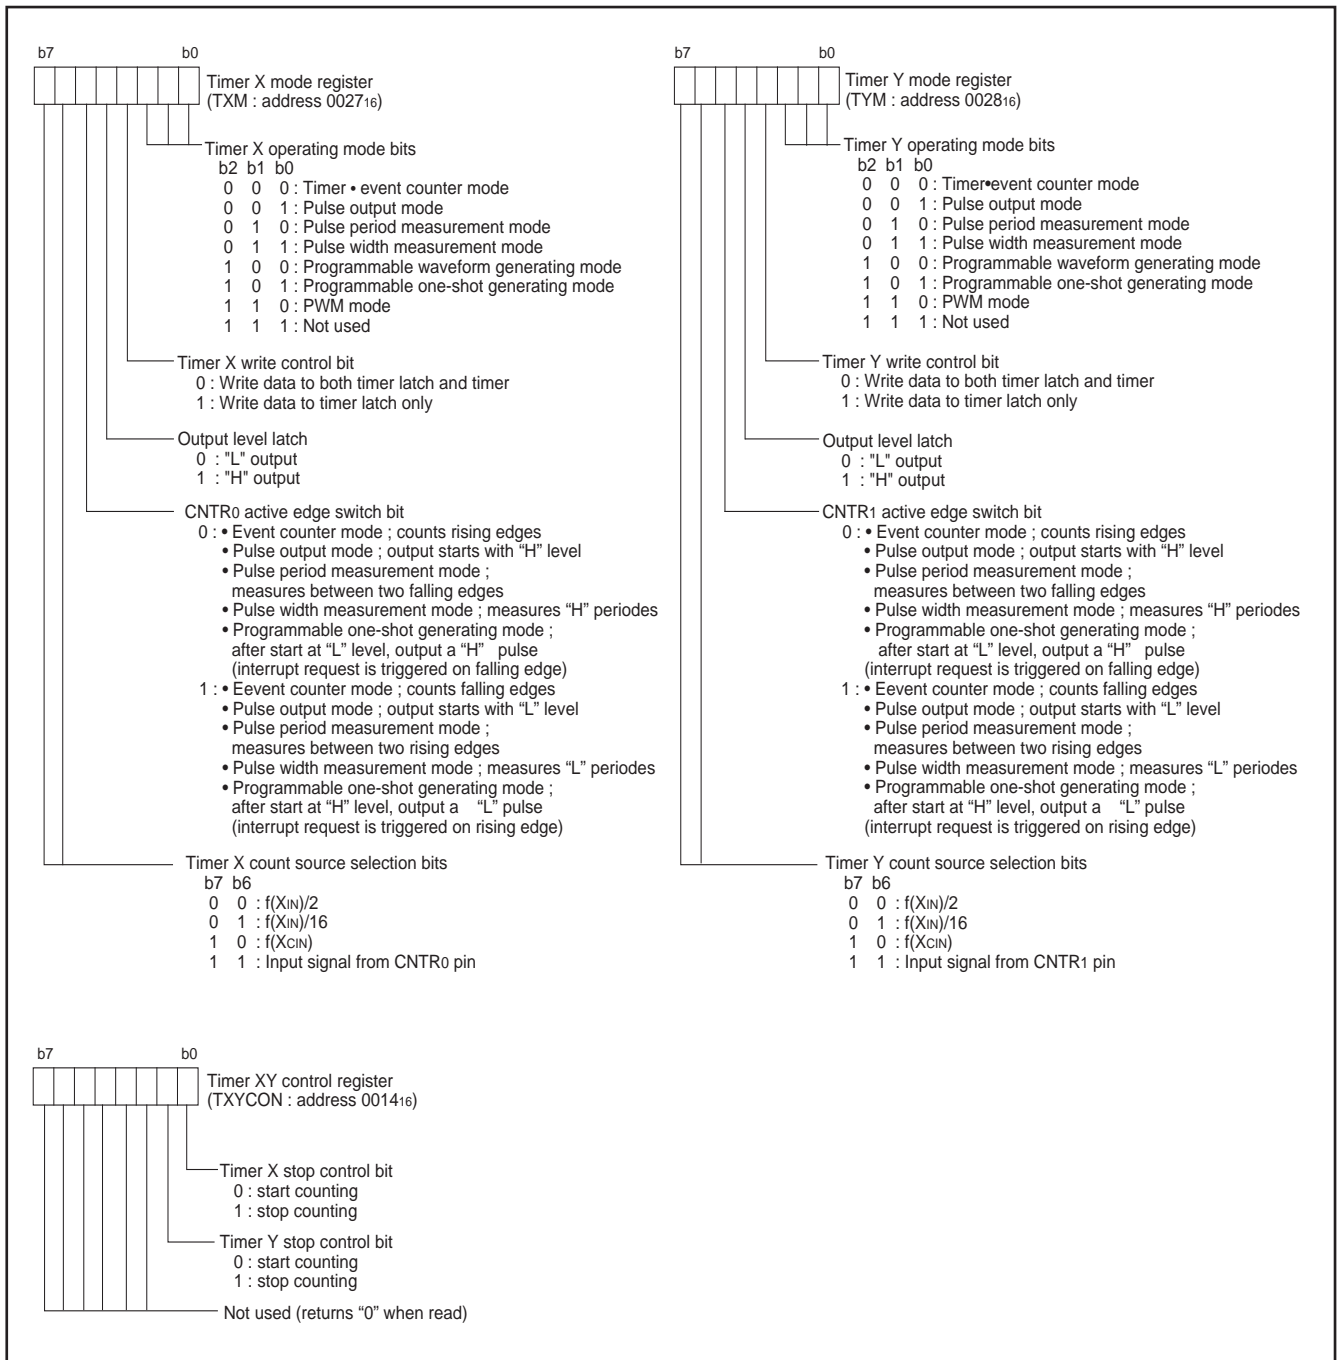 b7 b0
Timer X mode register
(TXM : address 002716)
Timer X operating mode bits
b2 b1 b0
0 0 0 : Timer • event counter mode
0 0 1 : Pulse output mode
0 1 0 : Pulse period measurement mode
0 1 1 : Pulse width measurement mode
1 0 0 : Programmable waveform generating mode
1 0 1 : Programmable one-shot generating mode
1 1 0 : PWM mode
1 1 1 : Not used
Timer X write control bit
0 : Write data to both timer latch and timer
1 : Write data to timer latch only
Output level latch
0 : "L" output
1 : "H" output
CNTR0 active edge switch bit
0 : • Event counter mode ; counts rising edges
• Pulse output mode ; output starts with “H” level
• Pulse period measurement mode ;
measures between two falling edges
• Pulse width measurement mode ; measures “H” periodes
• Programmable one-shot generating mode ;
after start at “L” level, output a “H” pulse
(interrupt request is triggered on falling edge)
1 : • Eevent counter mode ; counts falling edges
• Pulse output mode ; output starts with “L” level
• Pulse period measurement mode ;
measures between two rising edges
• Pulse width measurement mode ; measures “L” periodes
• Programmable one-shot generating mode ;
after start at “H” level, output a “L” pulse
(interrupt request is triggered on rising edge)
Timer X count source selection bits
b7 b6
0 0 : f(XIN)/2
0 1 : f(XIN)/16
1 0 : f(XCIN)
1 1 : Input signal from CNTR0 pin
b7 b0
Timer Y mode register
(TYM : address 002816)
Timer Y operating mode bits
b2 b1 b0
0 0 0 : Timer•event counter mode
0 0 1 : Pulse output mode
0 1 0 : Pulse period measurement mode
0 1 1 : Pulse width measurement mode
1 0 0 : Programmable waveform generating mode
1 0 1 : Programmable one-shot generating mode
1 1 0 : PWM mode
1 1 1 : Not used
Timer Y write control bit
0 : Write data to both timer latch and timer
1 : Write data to timer latch only
Output level latch
0 : "L" output
1 : "H" output
CNTR1 active edge switch bit
0 : • Event counter mode ; counts rising edges
• Pulse output mode ; output starts with “H” level
• Pulse period measurement mode ;
measures between two falling edges
• Pulse width measurement mode ; measures “H” periodes
• Programmable one-shot generating mode ;
after start at “L” level, output a “H” pulse
(interrupt request is triggered on falling edge)
1 : • Eevent counter mode ; counts falling edges
• Pulse output mode ; output starts with “L” level
• Pulse period measurement mode ;
measures between two rising edges
• Pulse width measurement mode ; measures “L” periodes
• Programmable one-shot generating mode ;
after start at “H” level, output a “L” pulse
(interrupt request is triggered on rising edge)
Timer Y count source selection bits
b7 b6
0 0 : f(XIN)/2
0 1 : f(XIN)/16
1 0 : f(XCIN)
1 1 : Input signal from CNTR1 pin
b7 b0
Timer XY control register
(TXYCON : address 001416)
Timer X stop control bit
0 : start counting
1 : stop counting
Timer Y stop control bit
0 : start counting
1 : stop counting
Not used (returns “0” when read)